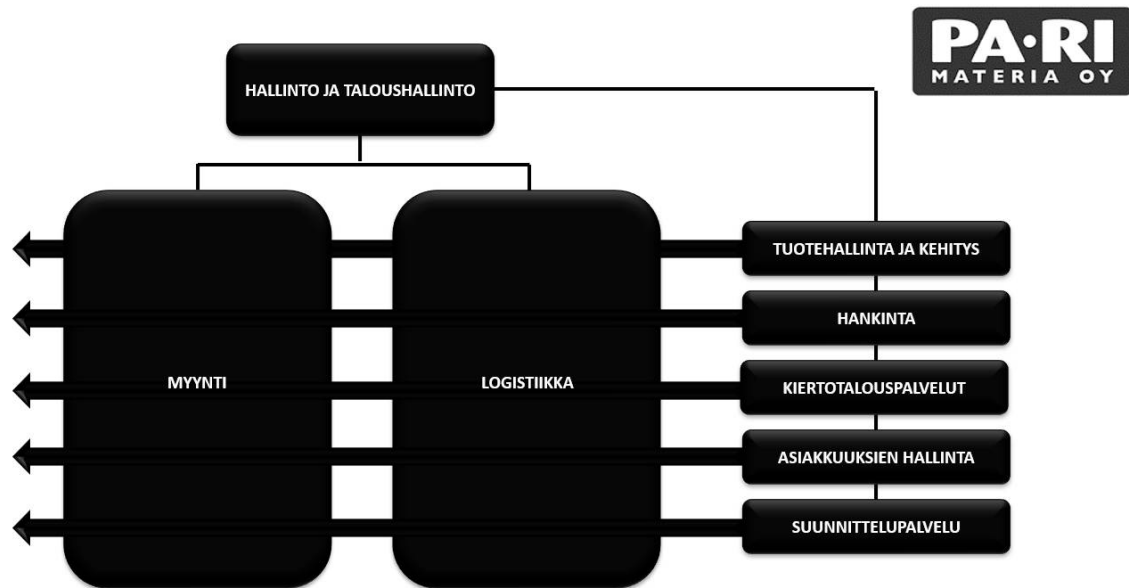 PA·RI
MATERIA OY
HALLINTO JA TALOUSHALLINTO
TUOTEHALLINTA JA KEHITYS
HANKINTA
MYYNTI
LOGISTIIKKA
KIERTOTALOUSPALVELUT
ASIAKKUUKSIEN HALLINTA
SUUNNITTELUPALVELU